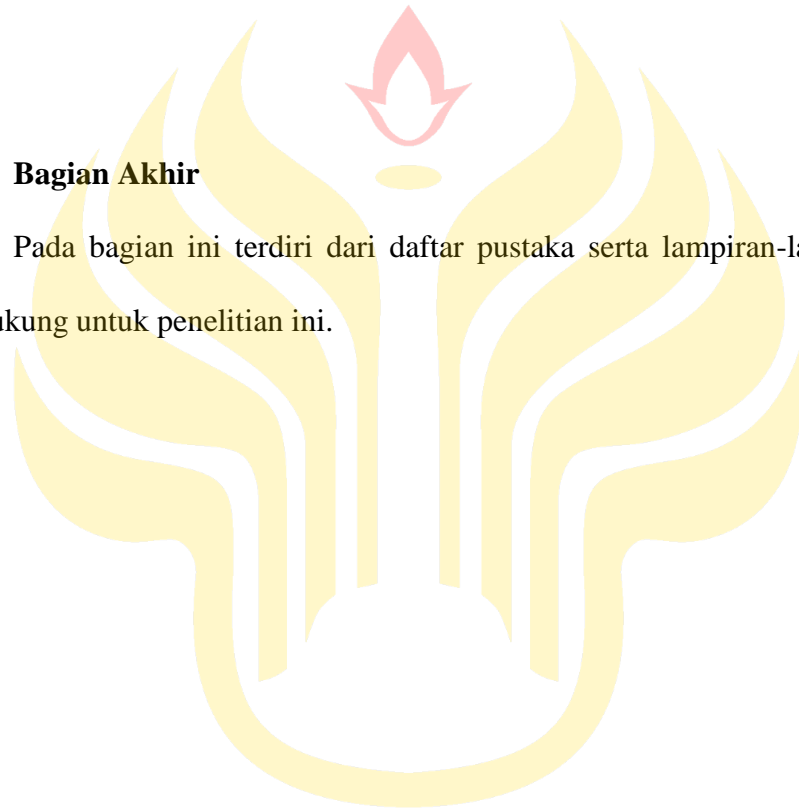 Bagian Akhir
Pada bagian ini terdiri dari daftar pustaka serta lampiran-la
ukung untuk penelitian ini.